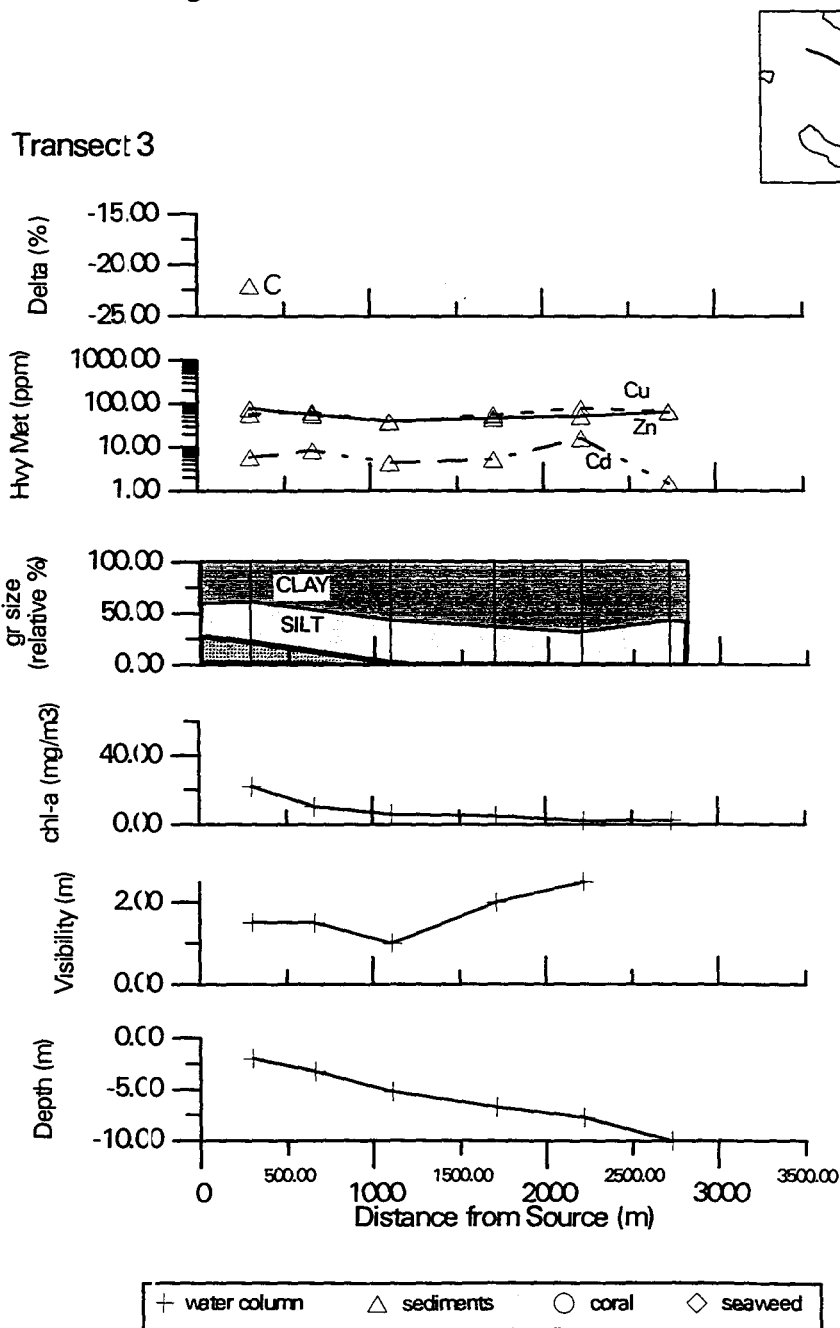 Transect 3
Delta (%)
-15.00
-20.00
-25.00
C
Hvy Met (ppm)
1000.00
100.00
10.00
1.00
Cu
Zn
Cd
gr size
(relative %)
100.00
50.00
0.00
CLAY
SILT
chl-a (mg/m3)
40.00
0.00
Visibility (m)
2.00
0.00
Depth (m)
0.00
-5.00
-10.00
0 500.00 1000 1500.00 2000 2500.00 3000 3500.00
Distance from Source (m)
water column sediments coral seaweed